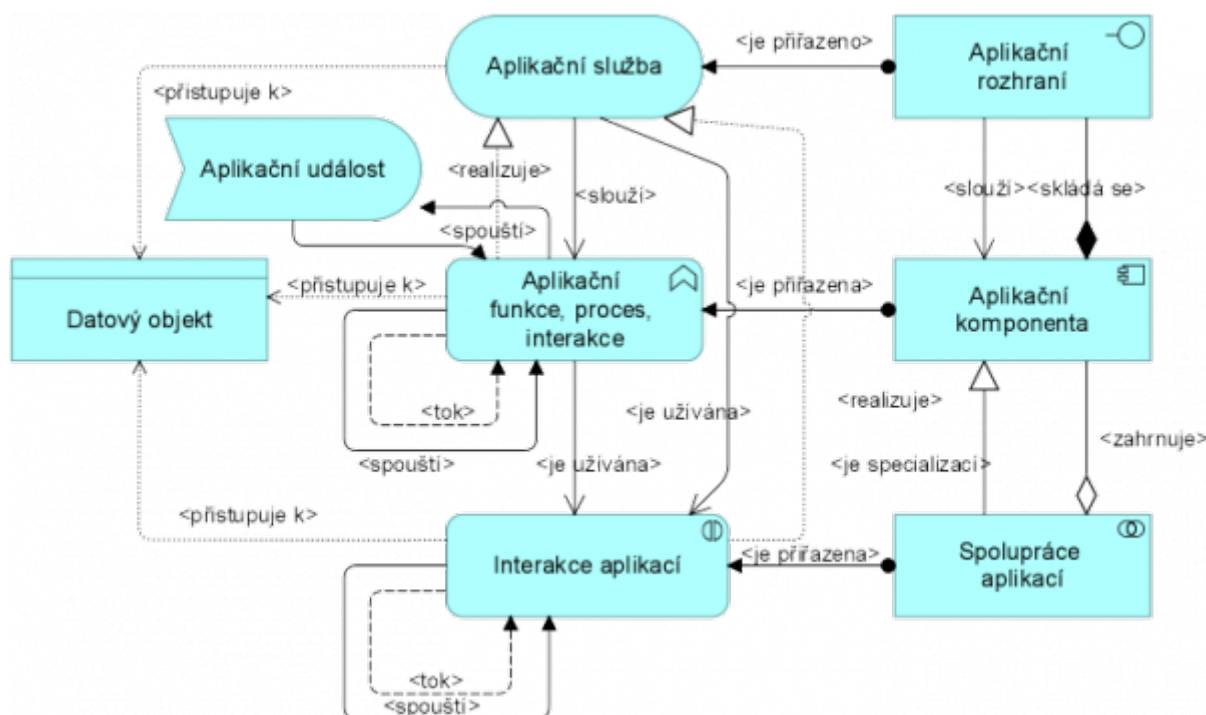 <je přiřazeno>
Aplikační služba
Aplikační
rozhraní
<přistupuje k>
Aplikační událost
<realizuje>
<slouží>
<slouží>
<skládá se>
<spouští>
Datový objekt
<přistupuje k>
Aplikační
funkce, proces,
interakce
<je přiřazena>
Aplikační
komponenta
<tok>
<spouští>
<je užívána>
<je užívána>
<realizuje>
<je specializací
<zahrnuje>
<přistupuje k>
Interakce aplikací
<je přiřazena>
Spolupráce
aplikací
<tok>
<spouští>